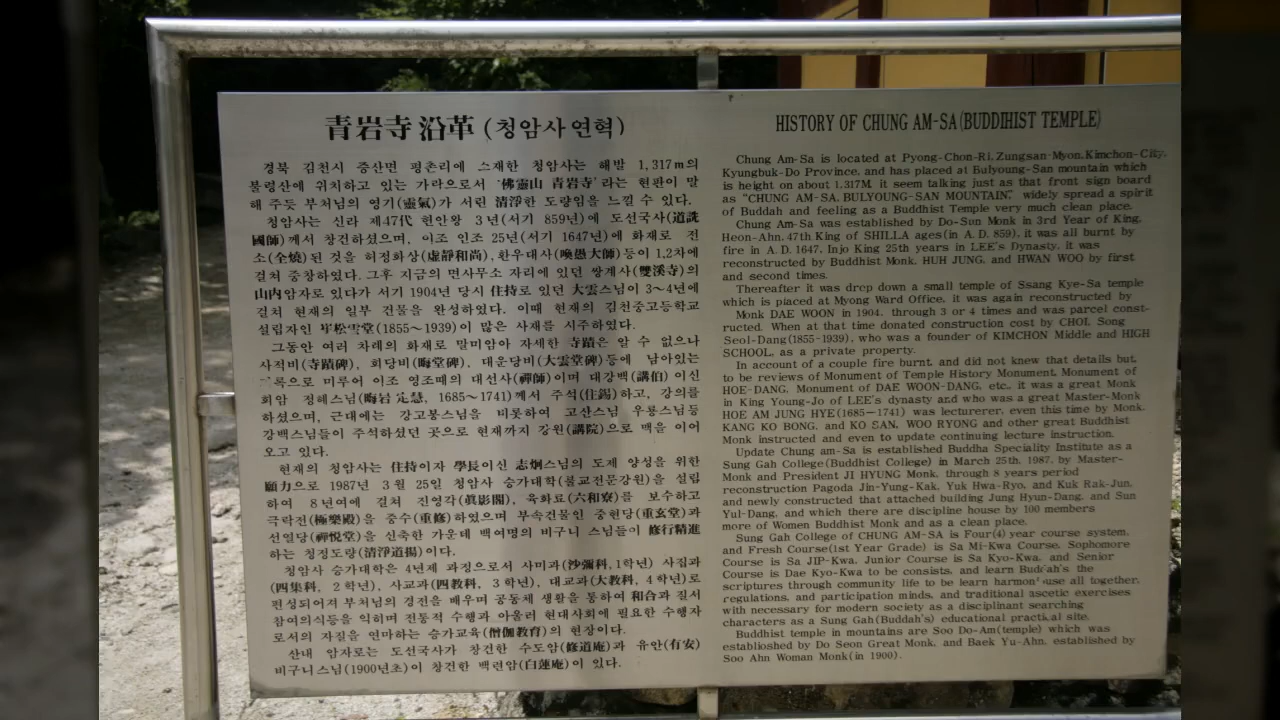 青岩寺 沿革 (청암사연혁)
경북 김천시 증산면 평촌리에 소재한 청암사는 해발 1,317m의
불령산에 위치하고 있는 가락으로서 '佛靈山 青岩寺'라는 현판이 말
해 주듯 부처님의 영기(靈氣)가 서린 清淨한 도량임을 느낄 수 있다.
청암사는 신라 제47代 헌안왕 3년(서기 859년)에 도선국사(道詵
國師)께서 창건하셨으며, 이조 인조 25년(서기 1647년)에 화재로 전
소(全燒)된 것을 허정화상(虛靜和尙), 환우대사(喚愚大師)등이 1,2차에
걸쳐 중창하였다. 그후 지금의 면사무소 자리에 있던 쌍계사(雙溪寺)의
山内암자로 있다가 서기 1904년 당시 住持로 있던 大雲스님이 3~4년에
걸쳐 현재의 일부 건물을 완성하였다. 이때 현재의 김천중고등학교
설립자인 松雪堂(1855~1939)이 많은 사재를 시주하였다.
그동안 여러 차례의 화재로 말미암아 자세한 寺蹟은 알 수 없으나
사적비(寺蹟碑), 회당비(晦堂碑), 대운당비(大雲堂碑)등에 남아있는
록으로 미루어 이조 영조때의 대선사(禪師)이며 대강백(講伯)이신
회암 정혜스님(晦岩 定慧, 1685~1741)께서 주석(住錫)하고, 강의를
하셨으며, 근대에는 강고봉스님을 비롯하여 고산스님 우룡스님등
강백스님들이 주석하셨던 곳으로 현재까지 강원(講院)으로 맥을 이어
오고 있다.
현재의 청암사는 住持이자 學長이신 志炯스님의 도제 양성을 위한
願力으로 1987년 3월 25일 청암사 승가대학(불교전문강원)을 설립
하여 8년여에 걸쳐 진영각(眞影閣), 육화료(六和寮)를 보수하고
극락전(極樂殿)을 중수(重修)하였으며 부속건물인 중현당(重玄堂)과
선열당(禪悦堂)을 신축한 가운데 백여명의 비구니 스님들이 修行精進
하는 청정도량(清淨道揚)이다.
청암사 승가대학은 4년제 과정으로서 사미과(沙彌科, 1학년) 사집과
(四集科, 2학년), 사교과(四教科, 3학년), 대교과(大教科, 4학년)로
편성되어져 부처님의 경전을 배우며 공동체 생활을 통하여 和合과 질서
참여의식등을 익히며 전통적 수행과 아울러 현대사회에 필요한 수행자
로서의 자질을 연마하는 승가교육(僧伽教育)의 현장이다.
산내 암자로는 도선국사가 창건한 수도암(修道庵)과 유안(有安)
비구니스님(1900년초)이 창건한 백련암(白蓮庵)이 있다.
HISTORY OF CHUNG AM-SA(BUDDIHIST TEMPLE)
Chung Am-Sa is located at Pyong-Chon-Ri, Zungsan-Myon, Kimchon-City,
Kyungbuk-Do Province, and has placed at Bulyoung-San mountain which
is height on about 1,317M, it seem talking just as that front sign board
as "CHUNG AM-SA, BULYOUNG-SAN MOUNTAIN", widely spread a spirit
of Buddah and feeling as a Buddhist Temple very much clean place.
Chung Am-Sa was established by Do-Sun Monk in 3rd Year of King,
Heon-Ahn, 47th King of SHILLA ages(in A. D. 859), it was all burnt by
fire in A. D. 1647, Injo King 25th years in LEE's Dynasty, it was
reconstructed by Buddhist Monk, HUH JUNG, and HWAN WOO by first
and second times.
Thereafter it was drop down a small temple of Ssang Kye-Sa temple
which is placed at Myong Ward Office, it was again reconstructed by
Monk DAE WOON in 1904, through 3 or 4 times and was parcel const-
ructed. When at that time donated construction cost by CHOI, Song
Seol-Dang(1855-1939), who was a founder of KIMCHON Middle and HIGH
SCHOOL, as a private property.
In account of a couple fire burnt, and did not knew that details but,
to be reviews of Monument of Temple History Monument, Monument of
HOE-DANG, Monument of DAE WOON-DANG, etc., it was a great Monk
in King Young-Jo of LEE's dynasty and who was a great Master-Monk
HOE AM JUNG HYE(1685—1741) was lecturerer, even this time by Monk,
KANG KO BONG, and KO SAN, WOO RYONG and other great Buddhist
Monk instructed and even to update continuing lecture instruction.
Update Chung am-Sa is established Buddha Speciality Institute as a
Sung Gah College(Buddhist College) in March 25th, 1987, by Master-
Monk and President JI HYUNG Monk, through 8 years period
reconstruction Pagoda Jin-Yung-Kak, Yuk Hwa-Ryo, and Kuk Rak-Jun,
and newly constructed that attached building Jung Hyun-Dang, and Sun
Yul-Dang, and which there are discipline house by 100 members
more of Women Buddhist Monk and as a clean place.
Sung Gah College of CHUNG AM-SA is Four(4) year course system,
and Fresh Course(1st Year Grade) is Sa Mi-Kwa Course, Sophomore
Course is Sa JIP-Kwa, Junior Course is Sa Kyo-Kwa, and Senior
Course is Dae Kyo-Kwa to be consists, and learn Buddah's the
scriptures through community life to be learn harmon use all together,
regulations, and participation minds, and traditional ascetic exercises
with necessary for modern society as a disciplinant searching
characters as a Sung Gah(Buddah's) educational practical site.
Buddhist temple in mountains are Soo Do-Am(temple) which was
establioshed by Do Seon Great Monk, and Baek Yu-Ahn, established by
Soo Ahn Woman Monk(in 1900).